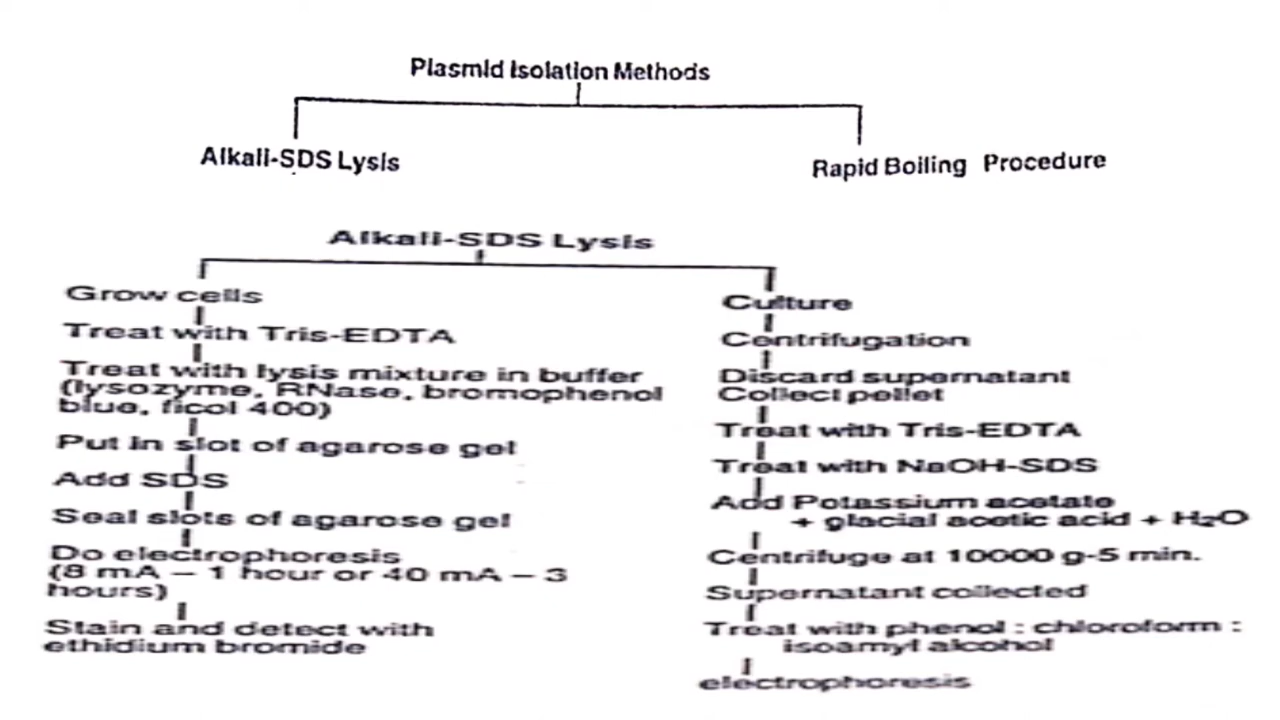 Plasmid Isolation Methods
Alkali-SDS Lysis
Rapid Boiling Procedure
Alkali-SDS Lysis
Grow cells
Treat with Tris-EDTA
Treat with lysis mixture in buffer
(lysozyme, RNase, bromophenol
blue, ficol 400)
Put in slot of agarose gel
Add SDS
Seal slots of agarose gel
Do electrophoresis
(8 mA – 1 hour or 40 mA – 3
hours)
Stain and detect with
ethidium bromide
Culture
Centrifugation
Discard supernatant
Collect pellet
Treat with Tris-EDTA
Treat with NaOH-SDS
Add Potassium acetate
+ glacial acetic acid + H₂O
Centrifuge at 10000 g-5 min.
Supernatant collected
Treat with phenol : chloroform :
isoamyl alcohol
electrophoresis